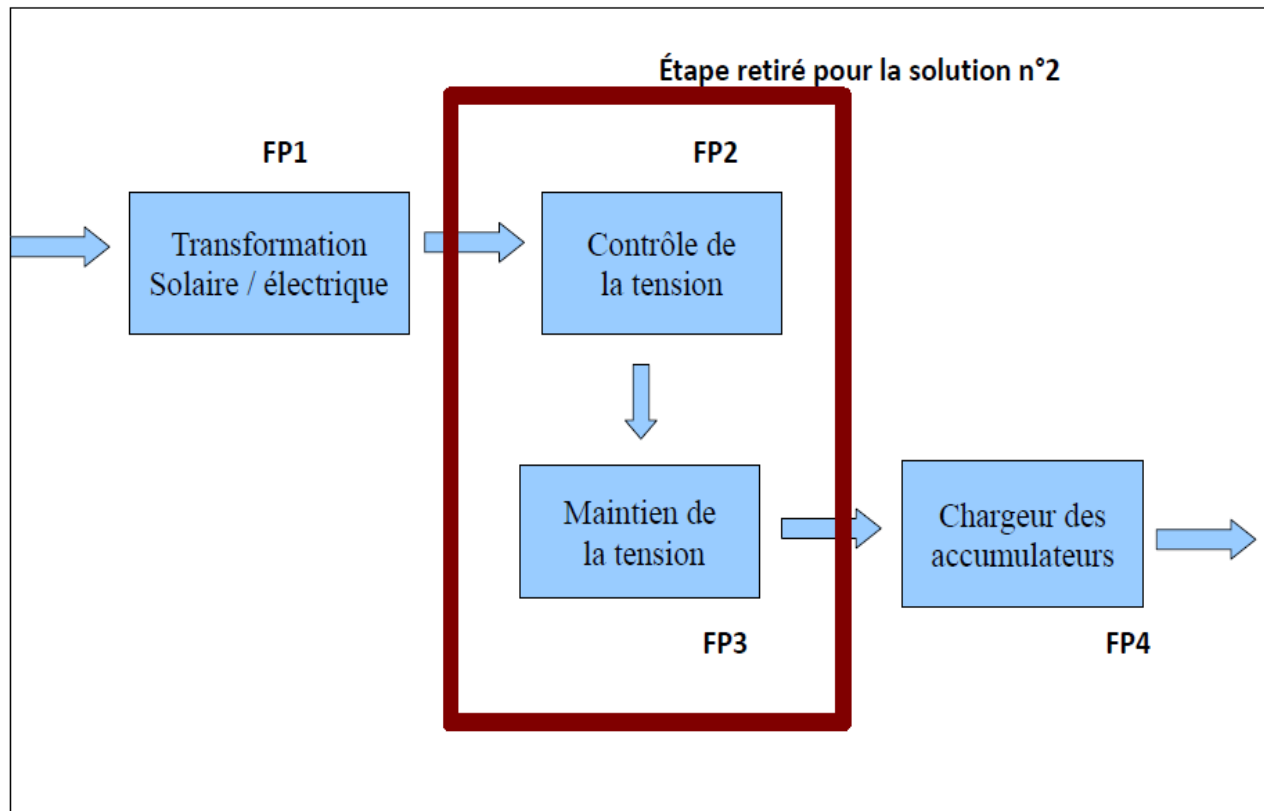 Étape retiré pour la solution n°2
FP1
FP2
Transformation
Solaire / électrique
Contrôle de
la tension
Maintien de
la tension
Chargeur des
accumulateurs
FP3
FP4